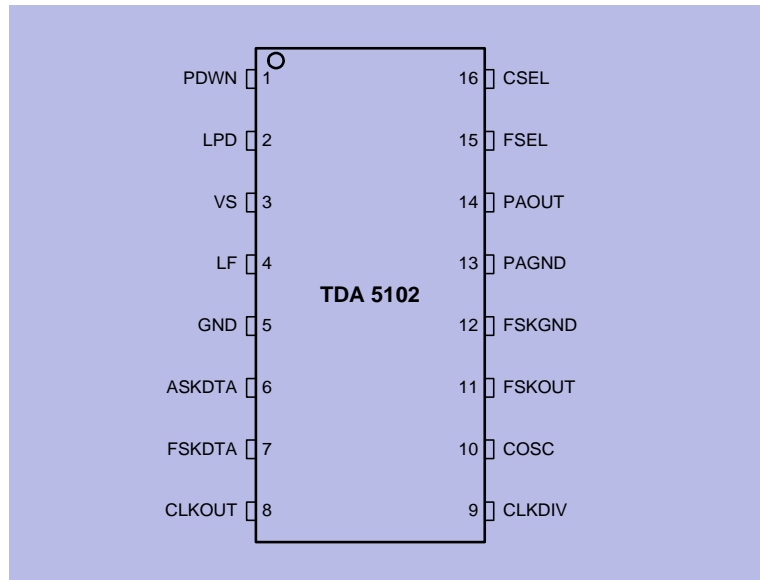 PDWN 1 16 CSEL
LPD 2 15 FSEL
VS 3 14 PAOUT
LF 4 13 PAGND
TDA 5102
GND 5 12 FSKGND
ASKDTA 6 11 FSKOUT
FSKDTA 7 10 COSC
CLKOUT 8 9 CLKDIV